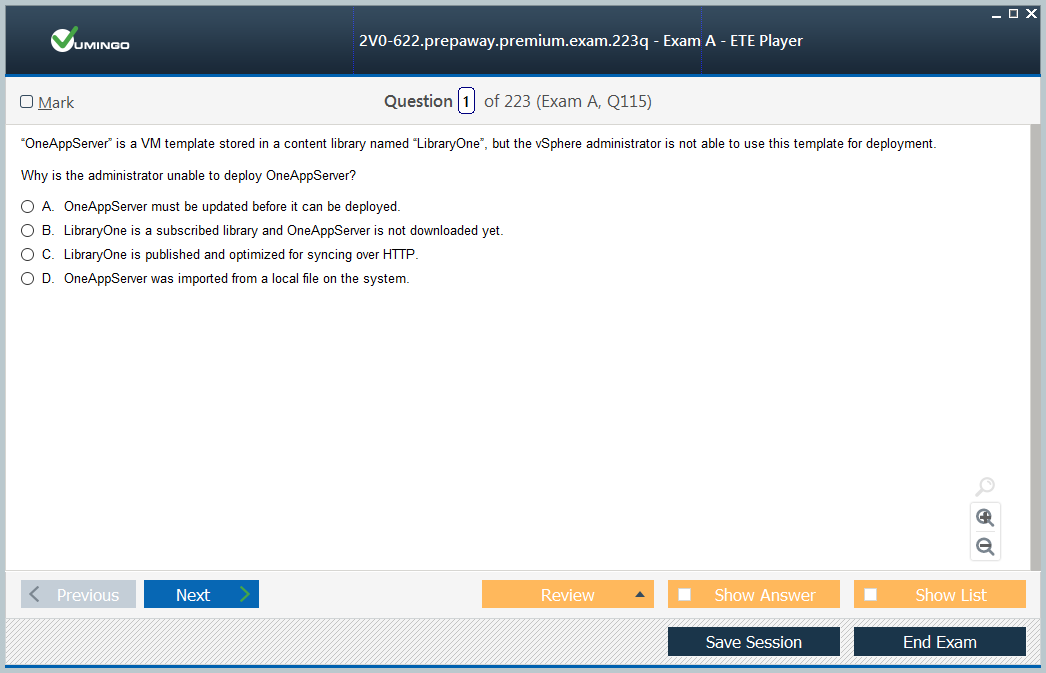 VUMINGO
2V0-622.prepaway.premium.exam.223q - Exam A - ETE Player
Mark
Question 1 of 223 (Exam A, Q115)
“OneAppServer” is a VM template stored in a content library named “LibraryOne”, but the vSphere administrator is not able to use this template for deployment.
Why is the administrator unable to deploy OneAppServer?
A. OneAppServer must be updated before it can be deployed.
B. LibraryOne is a subscribed library and OneAppServer is not downloaded yet.
C. LibraryOne is published and optimized for syncing over HTTP.
D. OneAppServer was imported from a local file on the system.
Previous Next Review Show Answer Show List
Save Session End Exam